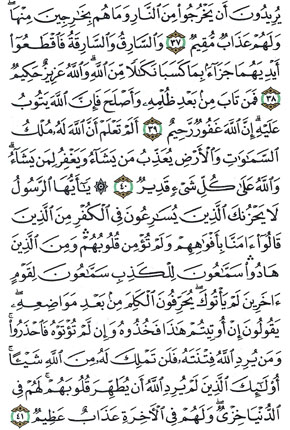 يُرِيدُونَ أَن يَخْرُجُوا۟ مِنَ ٱلنَّارِ وَمَا هُم بِخَـٰرِجِينَ مِنْهَا ۖ
وَلَهُمْ عَذَابٌ مُّقِيمٌ ٣٧ وَٱلسَّارِقُ وَٱلسَّارِقَةُ فَٱقْطَعُوٓا۟
أَيْدِيَهُمَا جَزَآءًۢ بِمَا كَسَبَا نَكَـٰلًا مِّنَ ٱللَّهِ ۗ وَٱللَّهُ عَزِيزٌ حَكِيمٌ
٣٨ فَمَن تَابَ مِنۢ بَعْدِ ظُلْمِهِۦ وَأَصْلَحَ فَإِنَّ ٱللَّهَ يَتُوبُ
عَلَيْهِ ۗ إِنَّ ٱللَّهَ غَفُورٌ رَّحِيمٌ ٣٩ أَلَمْ تَعْلَمْ أَنَّ ٱللَّهَ لَهُۥ مُلْكُ
ٱلسَّمَـٰوَٰتِ وَٱلْأَرْضِ يُعَذِّبُ مَن يَشَآءُ وَيَغْفِرُ لِمَن يَشَآءُ ۗ
وَٱللَّهُ عَلَىٰ كُلِّ شَىْءٍ قَدِيرٌ ٤٠ ۞ يَـٰٓأَيُّهَا ٱلرَّسُولُ
لَا يَحْزُنكَ ٱلَّذِينَ يُسَـٰرِعُونَ فِى ٱلْكُفْرِ مِنَ ٱلَّذِينَ
قَالُوٓا۟ ءَامَنَّا بِأَفْوَٰهِهِمْ وَلَمْ تُؤْمِن قُلُوبُهُمْ ۛ وَمِنَ ٱلَّذِينَ
هَادُوا۟ ۛ سَمَّـٰعُونَ لِلْكَذِبِ سَمَّـٰعُونَ لِقَوْمٍ
ءَاخَرِينَ لَمْ يَأْتُوكَ ۖ يُحَرِّفُونَ ٱلْكَلِمَ مِنۢ بَعْدِ مَوَاضِعِهِۦ ۖ
يَقُولُونَ إِنْ أُوتِيتُمْ هَـٰذَا فَخُذُوهُ وَإِن لَّمْ تُؤْتَوْهُ فَٱحْذَرُوا۟ ۚ
وَمَن يُرِدِ ٱللَّهُ فِتْنَتَهُۥ فَلَن تَمْلِكَ لَهُۥ مِنَ ٱللَّهِ شَيْـًٔا ۚ
أُو۟لَـٰٓئِكَ ٱلَّذِينَ لَمْ يُرِدِ ٱللَّهُ أَن يُطَهِّرَ قُلُوبَهُمْ ۚ لَهُمْ فِى
ٱلدُّنْيَا خِزْىٌ ۖ وَلَهُمْ فِى ٱلْـَٔاخِرَةِ عَذَابٌ عَظِيمٌ ٤١